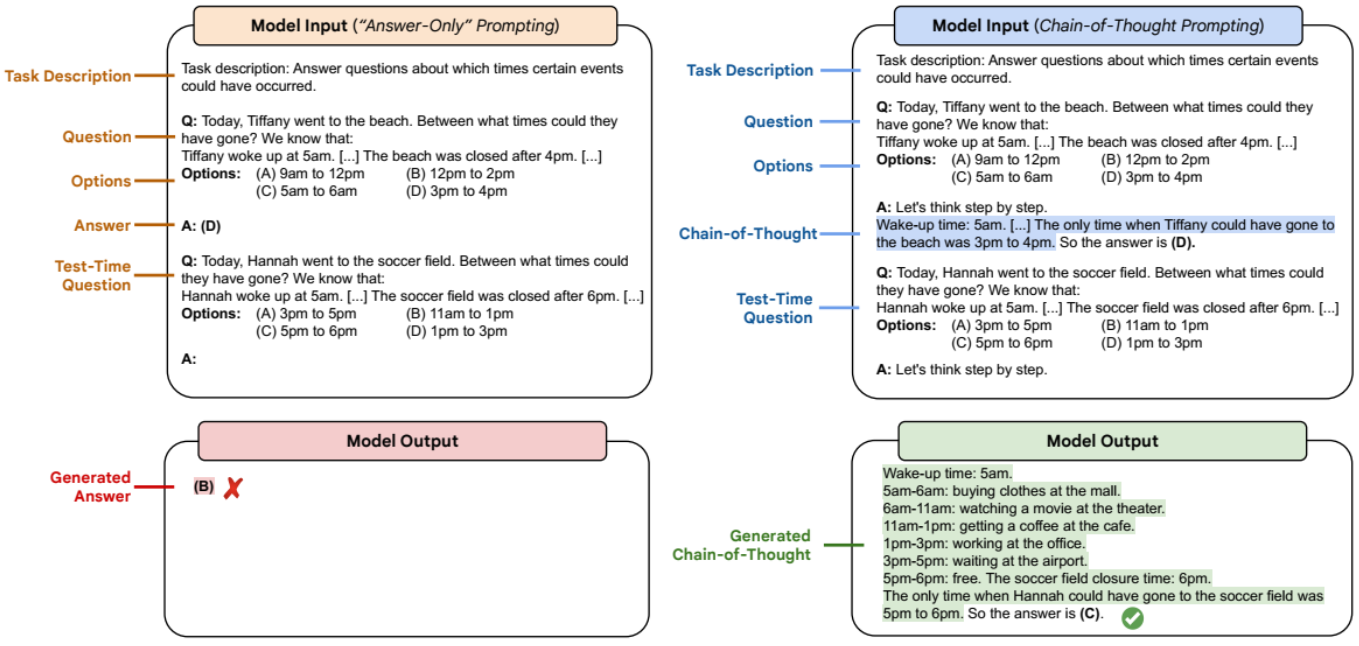 Model Input (“Answer-Only” Prompting)
Task Description
Task description: Answer questions about which times certain events
could have occurred.
Question
Q: Today, Tiffany went to the beach. Between what times could they
have gone? We know that:
Tiffany woke up at 5am. [...] The beach was closed after 4pm. [...]
Options
Options: (A) 9am to 12pm (B) 12pm to 2pm
(C) 5am to 6am (D) 3pm to 4pm
Answer
A: (D)
Test-Time
Question
Q: Today, Hannah went to the soccer field. Between what times could
they have gone? We know that:
Hannah woke up at 5am. [...] The soccer field was closed after 6pm. [...]
Options: (A) 3pm to 5pm (B) 11am to 1pm
(C) 5pm to 6pm (D) 1pm to 3pm
A:
Model Output
Generated
Answer
(B)
Model Input (Chain-of-Thought Prompting)
Task Description
Task description: Answer questions about which times certain events
could have occurred.
Question
Q: Today, Tiffany went to the beach. Between what times could they
have gone? We know that:
Tiffany woke up at 5am. [...] The beach was closed after 4pm. [...]
Options
Options: (A) 9am to 12pm (B) 12pm to 2pm
(C) 5am to 6am (D) 3pm to 4pm
A: Let's think step by step.
Chain-of-Thought
Wake-up time: 5am. [...] The only time when Tiffany could have gone to
the beach was 3pm to 4pm. So the answer is (D).
Test-Time
Question
Q: Today, Hannah went to the soccer field. Between what times could
they have gone? We know that:
Hannah woke up at 5am. [...] The soccer field was closed after 6pm. [...]
Options: (A) 3pm to 5pm (B) 11am to 1pm
(C) 5pm to 6pm (D) 1pm to 3pm
A: Let's think step by step.
Model Output
Generated
Chain-of-Thought
Wake-up time: 5am.
5am-6am: buying clothes at the mall.
6am-11am: watching a movie at the theater.
11am-1pm: getting a coffee at the cafe.
1pm-3pm: working at the office.
3pm-5pm: waiting at the airport.
5pm-6pm: free. The soccer field closure time: 6pm.
The only time when Hannah could have gone to the soccer field was
5pm to 6pm. So the answer is (C).